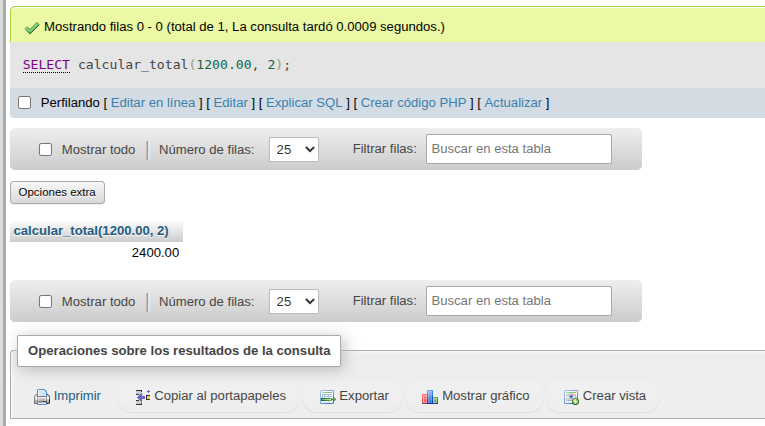 Mostrando filas 0 - 0 (total de 1, La consulta tardó 0.0009 segundos.)
SELECT calcular_total(1200.00, 2);
Perfilando [ Editar en línea ] [ Editar ] [ Explicar SQL ] [ Crear código PHP ] [ Actualizar ]
Mostrar todo | Número de filas: 25 Filtrar filas: Buscar en esta tabla
Opciones extra
calcular_total(1200.00, 2)
2400.00
Mostrar todo | Número de filas: 25 Filtrar filas: Buscar en esta tabla
Operaciones sobre los resultados de la consulta
Imprimir Copiar al portapapeles Exportar Mostrar gráfico Crear vista